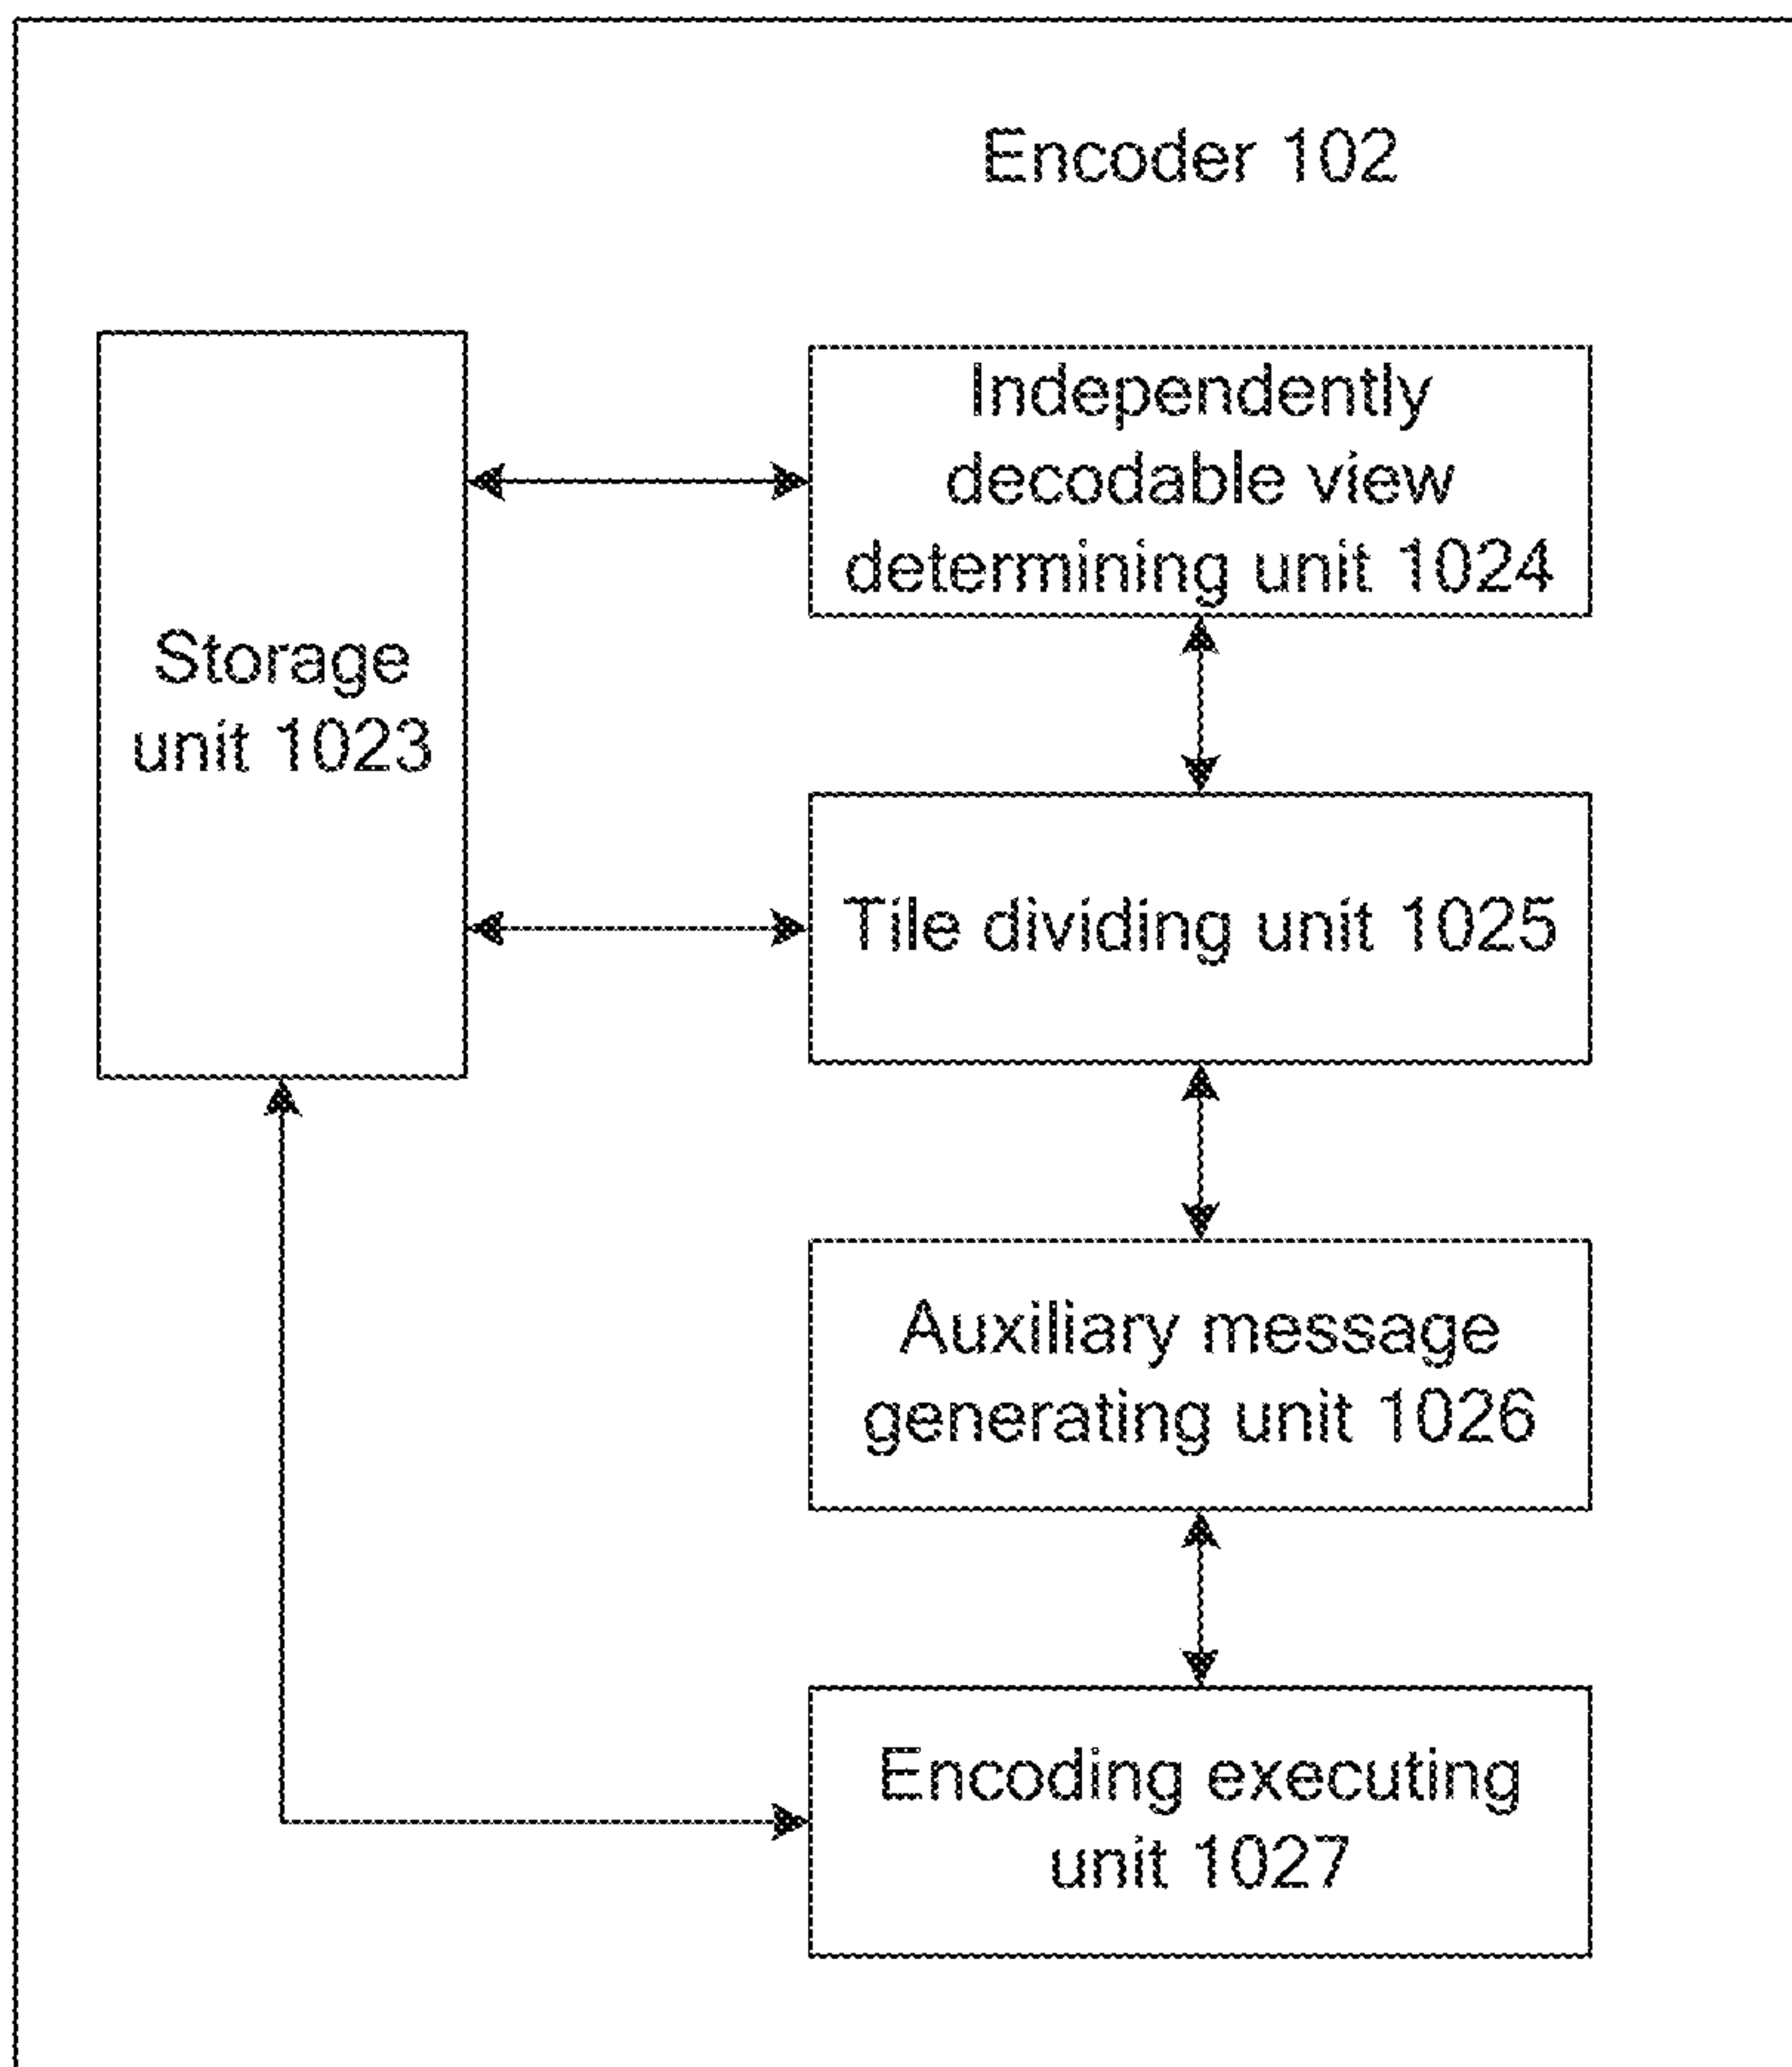 Encoder 102
Independently
decodable view
determining unit 1024
Storage
unit 1023
Tile dividing unit 1025
Auxiliary message
generating unit 1026
Encoding executing
unit 1027